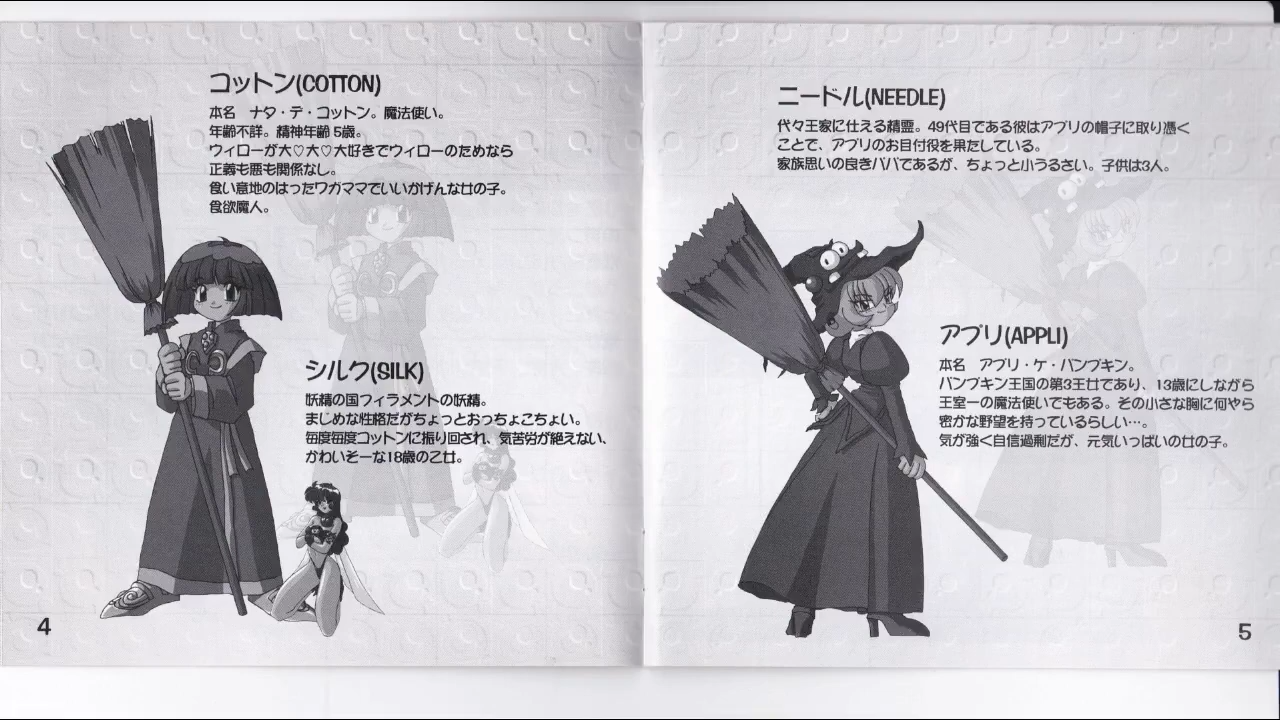 コットン(COTTON)
本名　ナタ・デ・コットン。魔法使い。
年齢不詳。精神年齢5歳。
ウィローが大♡大♡大好きでウィローのためなら
正義も悪も関係なし。
食い意地のはったワガママでいいかげんな女の子。
食欲魔人。
シルク(SILK)
妖精の国フィラメントの妖精。
まじめな性格だがちょっとおっちょこちょい。
毎度毎度コットンに振り回され、気苦労が絶えない、
かわいそーな18歳の乙女。
4
ニードル(NEEDLE)
代々王家に仕える精霊。49代目である彼はアプリの帽子に取り憑く
ことで、アプリのお目付役を果たしている。
家族思いの良きパパであるが、ちょっと小うるさい。子供は3人。
アプリ(APPLI)
本名　アプリ・ケ・パンプキン。
パンプキン王国の第3王女であり、13歳にしながら
王室一の魔法使いでもある。その小さな胸に何やら
密かな野望を持っているらしい…。
気が強く自信過剰だが、元気いっぱいの女の子。
5